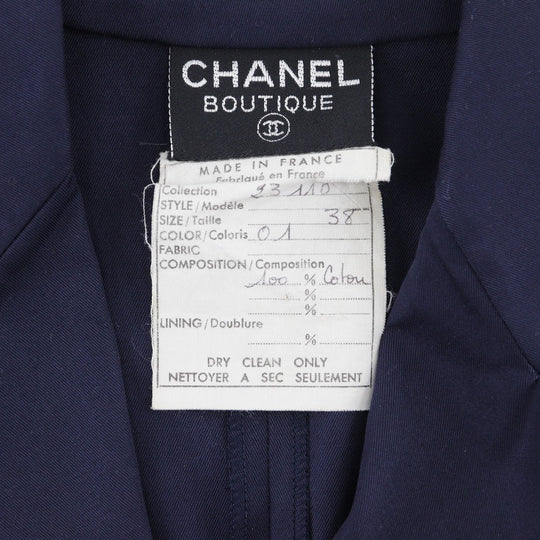 CHANEL
BOUTIQUE
MADE IN FRANCE
Fabriqué en France
Collection 23110
STYLE/Modèle
SIZE/Taille 38
COLOR/Coloris 01
FABRIC
COMPOSITION/Composition
100 % Coton
%
%
LINING/Doublure
%
DRY CLEAN ONLY
NETTOYER A SEC SEULEMENT